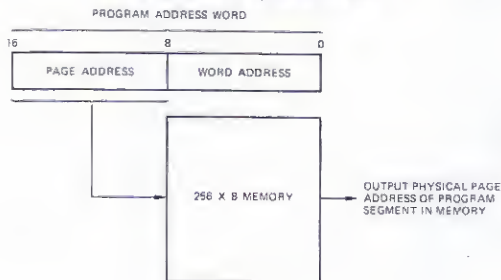 PROGRAM ADDRESS WORD
16 8 0
PAGE ADDRESS WORD ADDRESS
256 X 8 MEMORY
OUTPUT PHYSICAL PAGE
ADDRESS OF PROGRAM
SEGMENT IN MEMORY